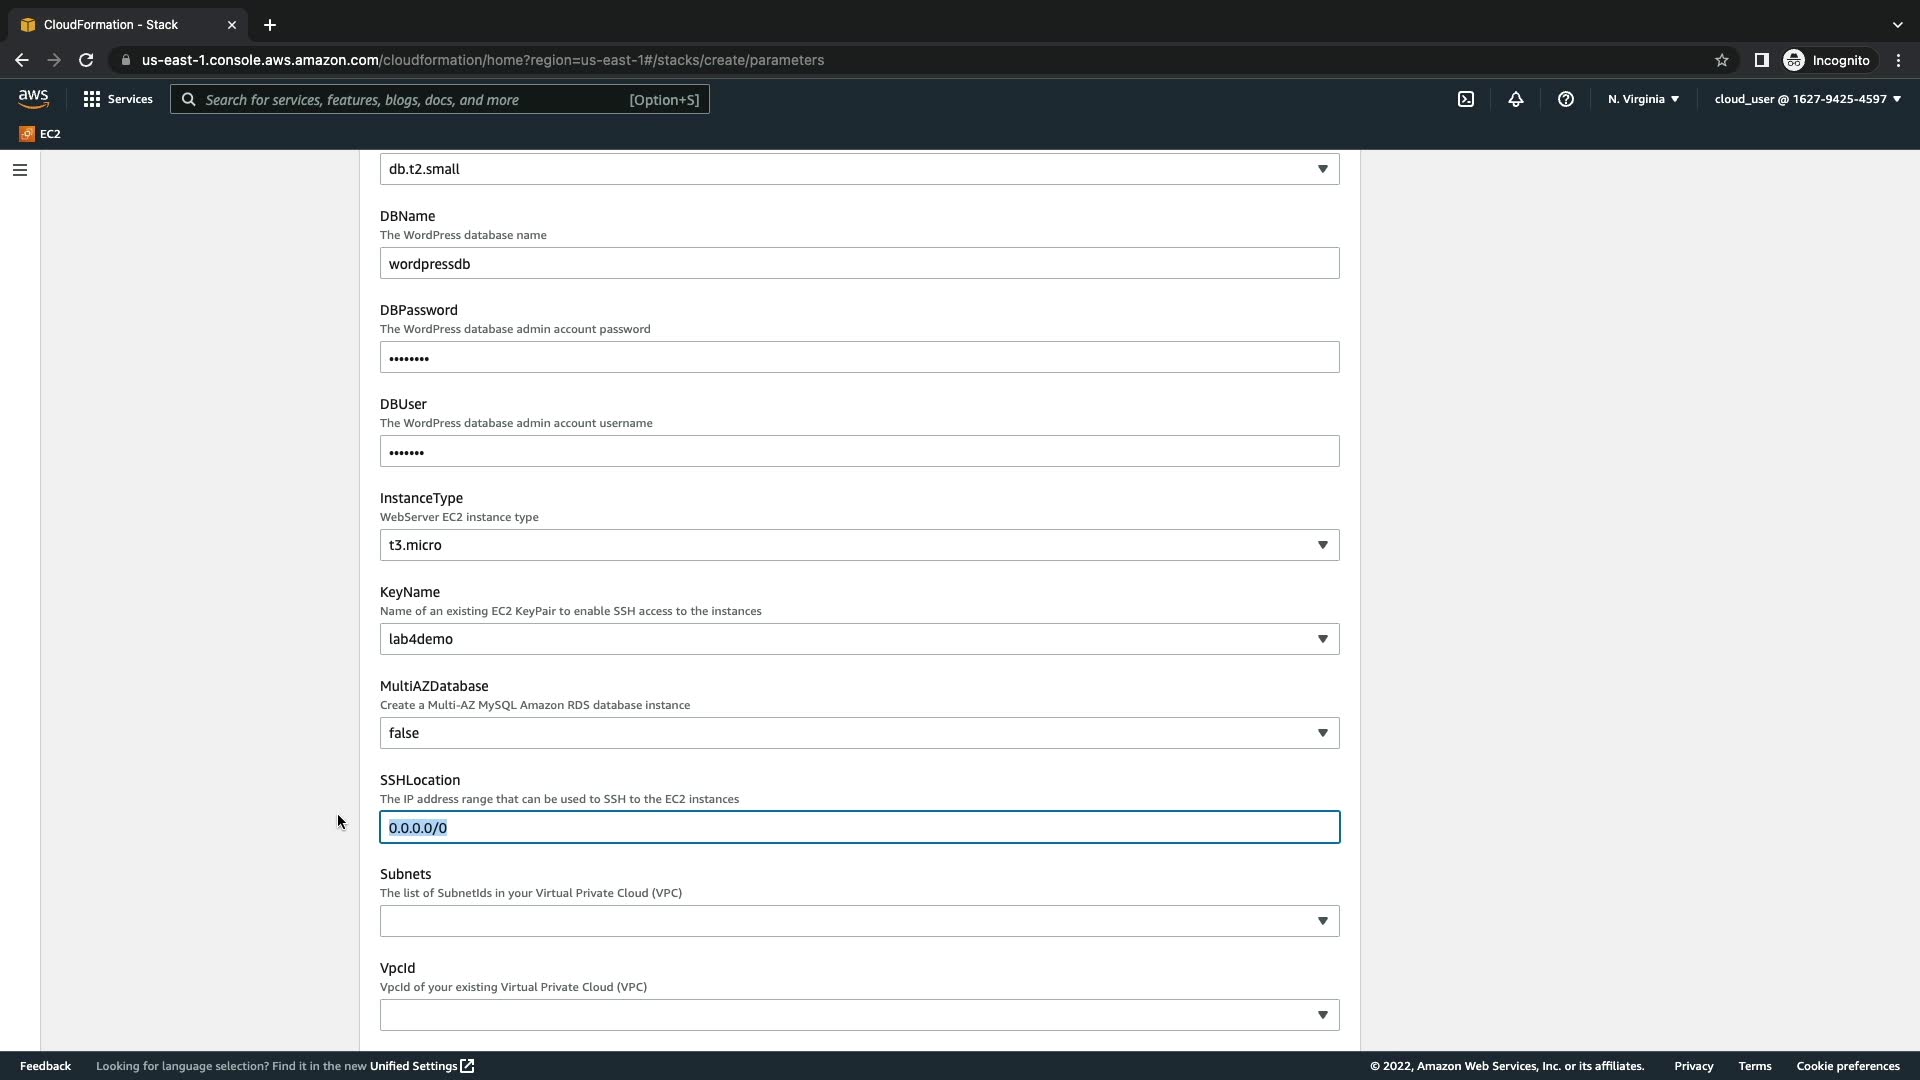 CloudFormation - Stack
us-east-1.console.aws.amazon.com/cloudformation/home?region=us-east-1#/stacks/create/parameters
Incognito
aws
Services
Search for services, features, blogs, docs, and more
[Option+S]
N. Virginia
cloud_user @ 1627-9425-4597
EC2
db.t2.small
DBName
The WordPress database name
wordpressdb
DBPassword
The WordPress database admin account password
••••••••
DBUser
The WordPress database admin account username
•••••••
InstanceType
WebServer EC2 instance type
t3.micro
KeyName
Name of an existing EC2 KeyPair to enable SSH access to the instances
lab4demo
MultiAZDatabase
Create a Multi-AZ MySQL Amazon RDS database instance
false
SSHLocation
The IP address range that can be used to SSH to the EC2 instances
0.0.0.0/0
Subnets
The list of SubnetIds in your Virtual Private Cloud (VPC)
VpcId
VpcId of your existing Virtual Private Cloud (VPC)
Feedback
Looking for language selection? Find it in the new Unified Settings
© 2022, Amazon Web Services, Inc. or its affiliates.
Privacy
Terms
Cookie preferences